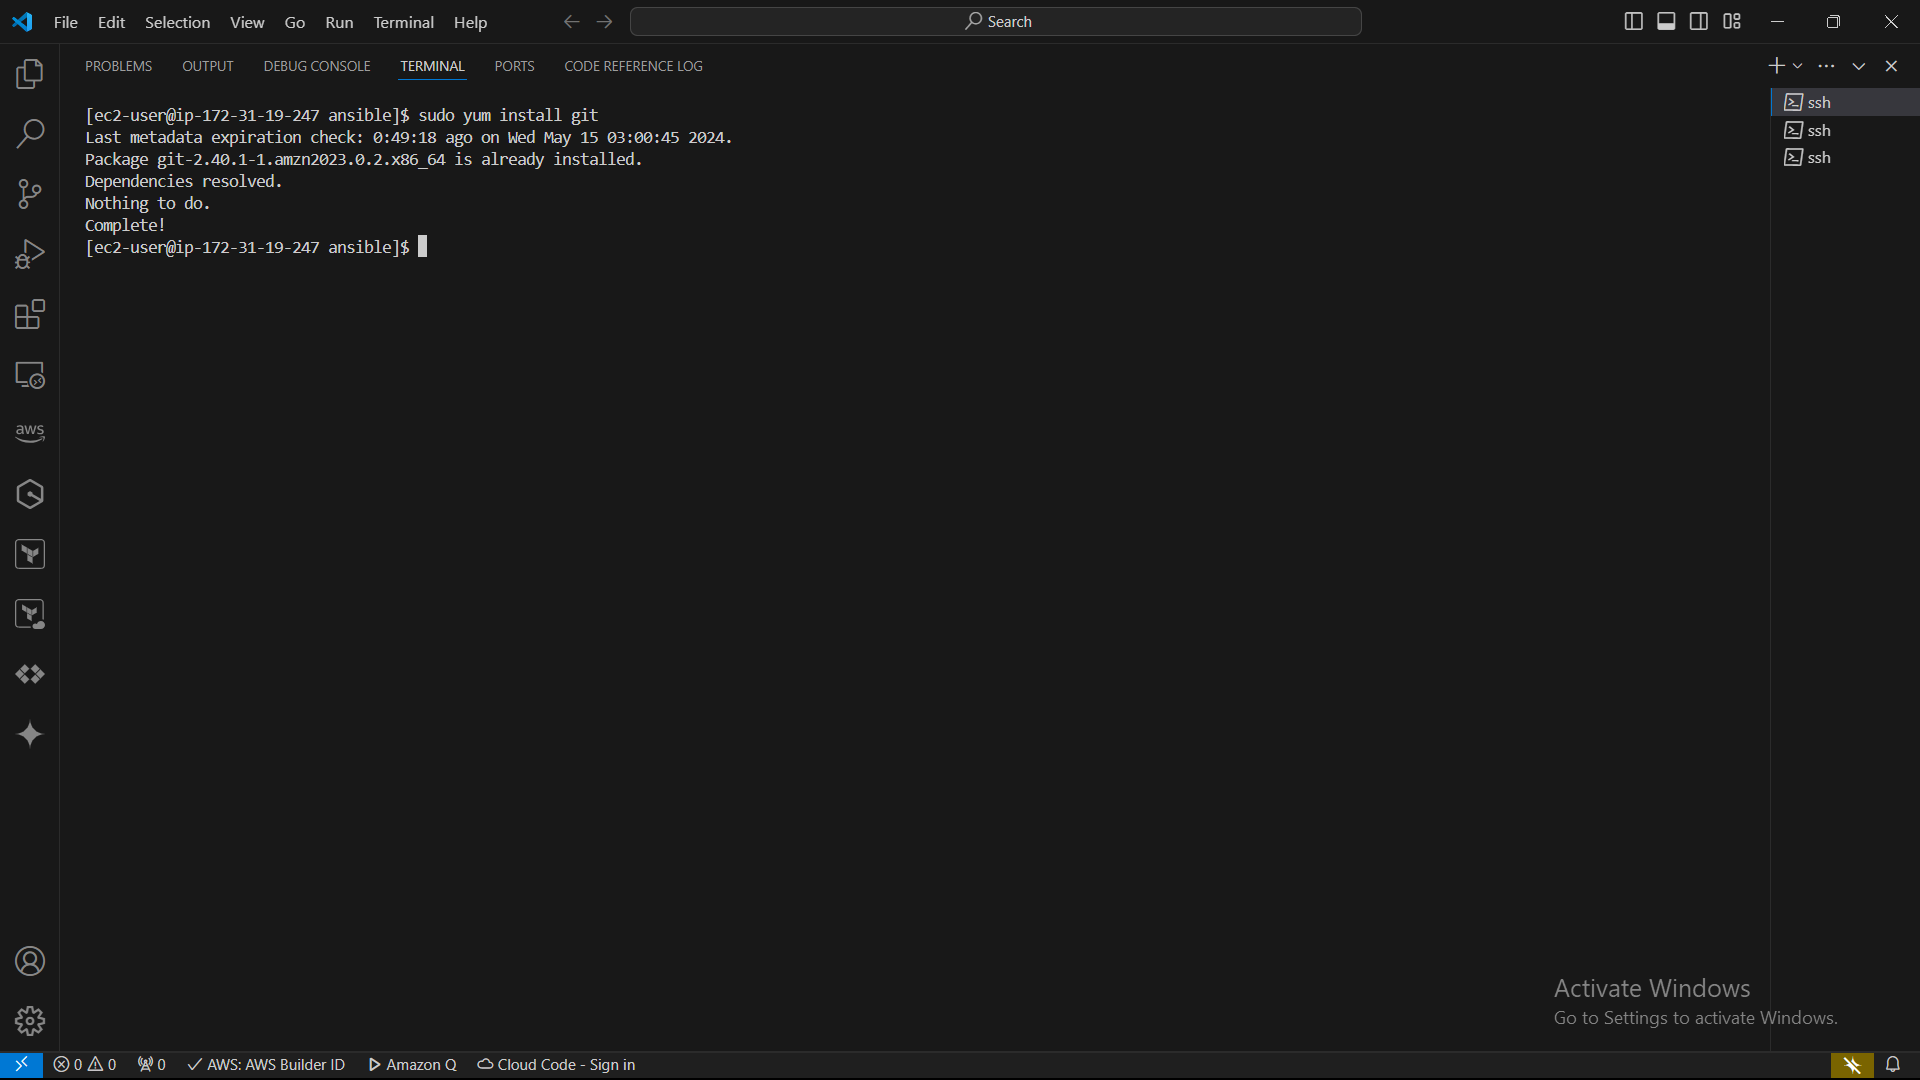 File Edit Selection View Go Run Terminal Help
Search
PROBLEMS OUTPUT DEBUG CONSOLE TERMINAL PORTS CODE REFERENCE LOG
[ec2-user@ip-172-31-19-247 ansible]$ sudo yum install git
Last metadata expiration check: 0:49:18 ago on Wed May 15 03:00:45 2024.
Package git-2.40.1-1.amzn2023.0.2.x86_64 is already installed.
Dependencies resolved.
Nothing to do.
Complete!
[ec2-user@ip-172-31-19-247 ansible]$
ssh
ssh
ssh
aws
Activate Windows
Go to Settings to activate Windows.
0 0 0 AWS: AWS Builder ID Amazon Q Cloud Code - Sign in